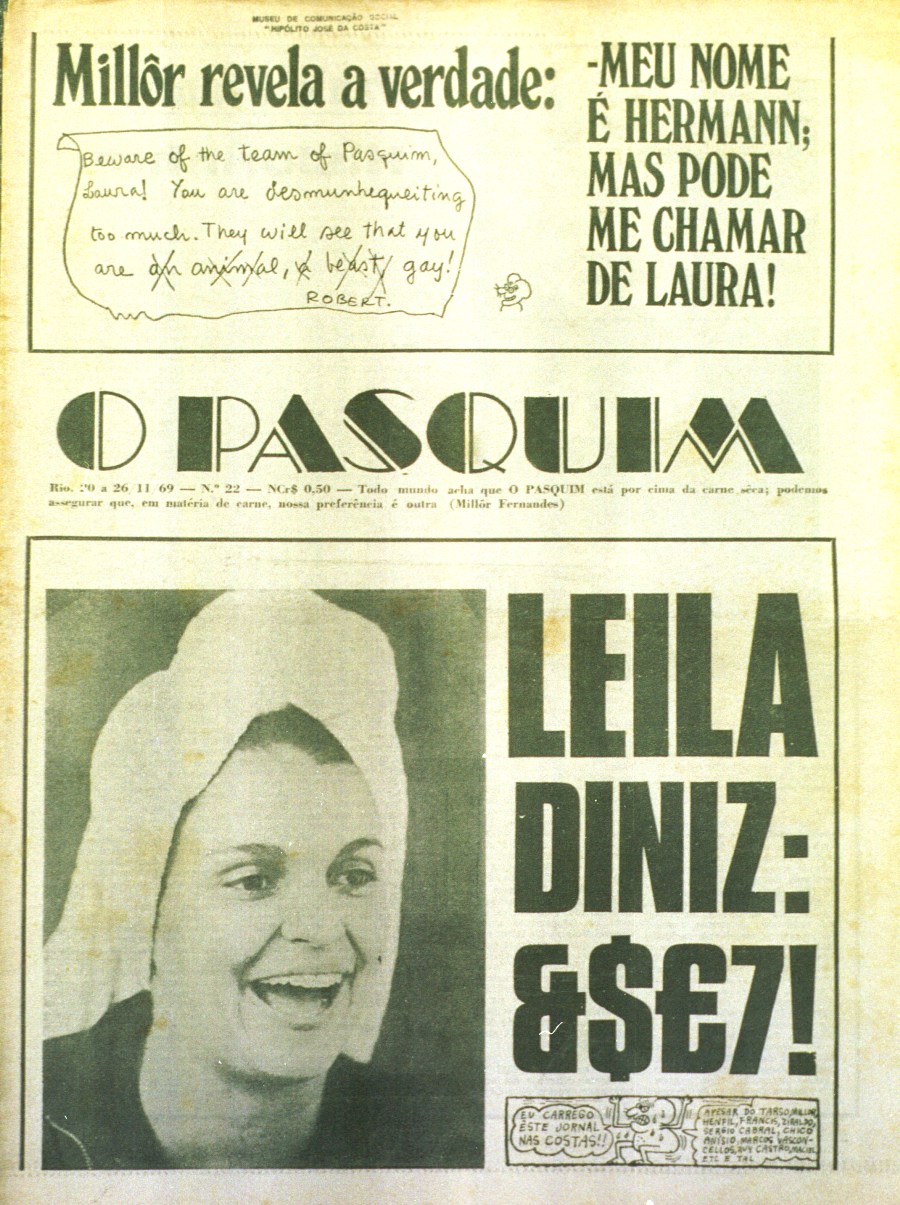 MUSEU DE COMUNICAÇÃO SOCIAL
"HIPÓLITO JOSÉ DA COSTA"
Millôr revela a verdade:
Beware of the team of Pasquim,
Laura! You are desmunhequeiting
too much. They will see that you
are an animal, a beast, gay!
ROBERT.
-MEU NOME
É HERMANN;
MAS PODE
ME CHAMAR
DE LAURA!
O PASQUIM
Rio, 20 a 26 11 69 — N.º 22 — NCr$ 0,50 — Todo mundo acha que O PASQUIM está por cima da carne sêca; podemos
assegurar que, em matéria de carne, nossa preferência é outra (Millôr Fernandes)
LEILA
DINIZ:
&$£7!
EU CARREGO
ÊSTE JORNAL
NAS COSTAS!!
APESAR DO TARSO, MILLÔR,
HENFIL, FRANCIS, ZIRALDO,
SERGIO CABRAL, CHICO
ANISIO, MARCOS VASCON-
CELLOS, RUY CASTRO, MACIEL
ETC E TAL